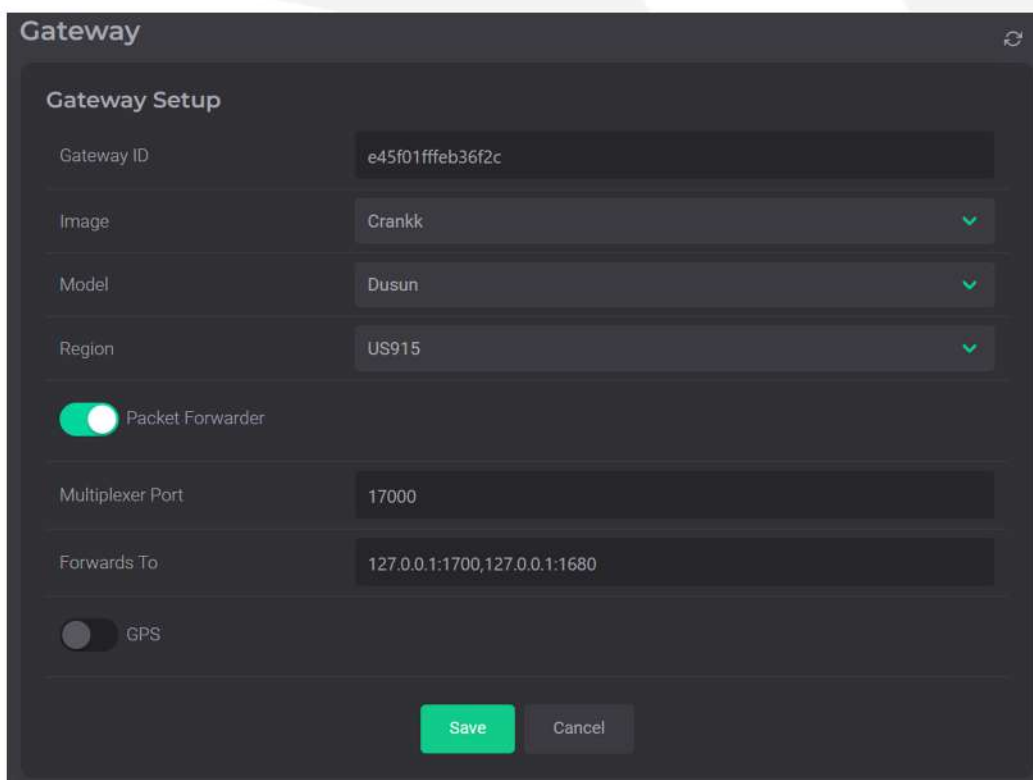 Gateway
Gateway Setup
Gateway ID e45f01fffeb36f2c
Image Crankk
Model Dusun
Region US915
Packet Forwarder
Multiplexer Port 17000
Forwards To 127.0.0.1:1700,127.0.0.1:1680
GPS
Save Cancel